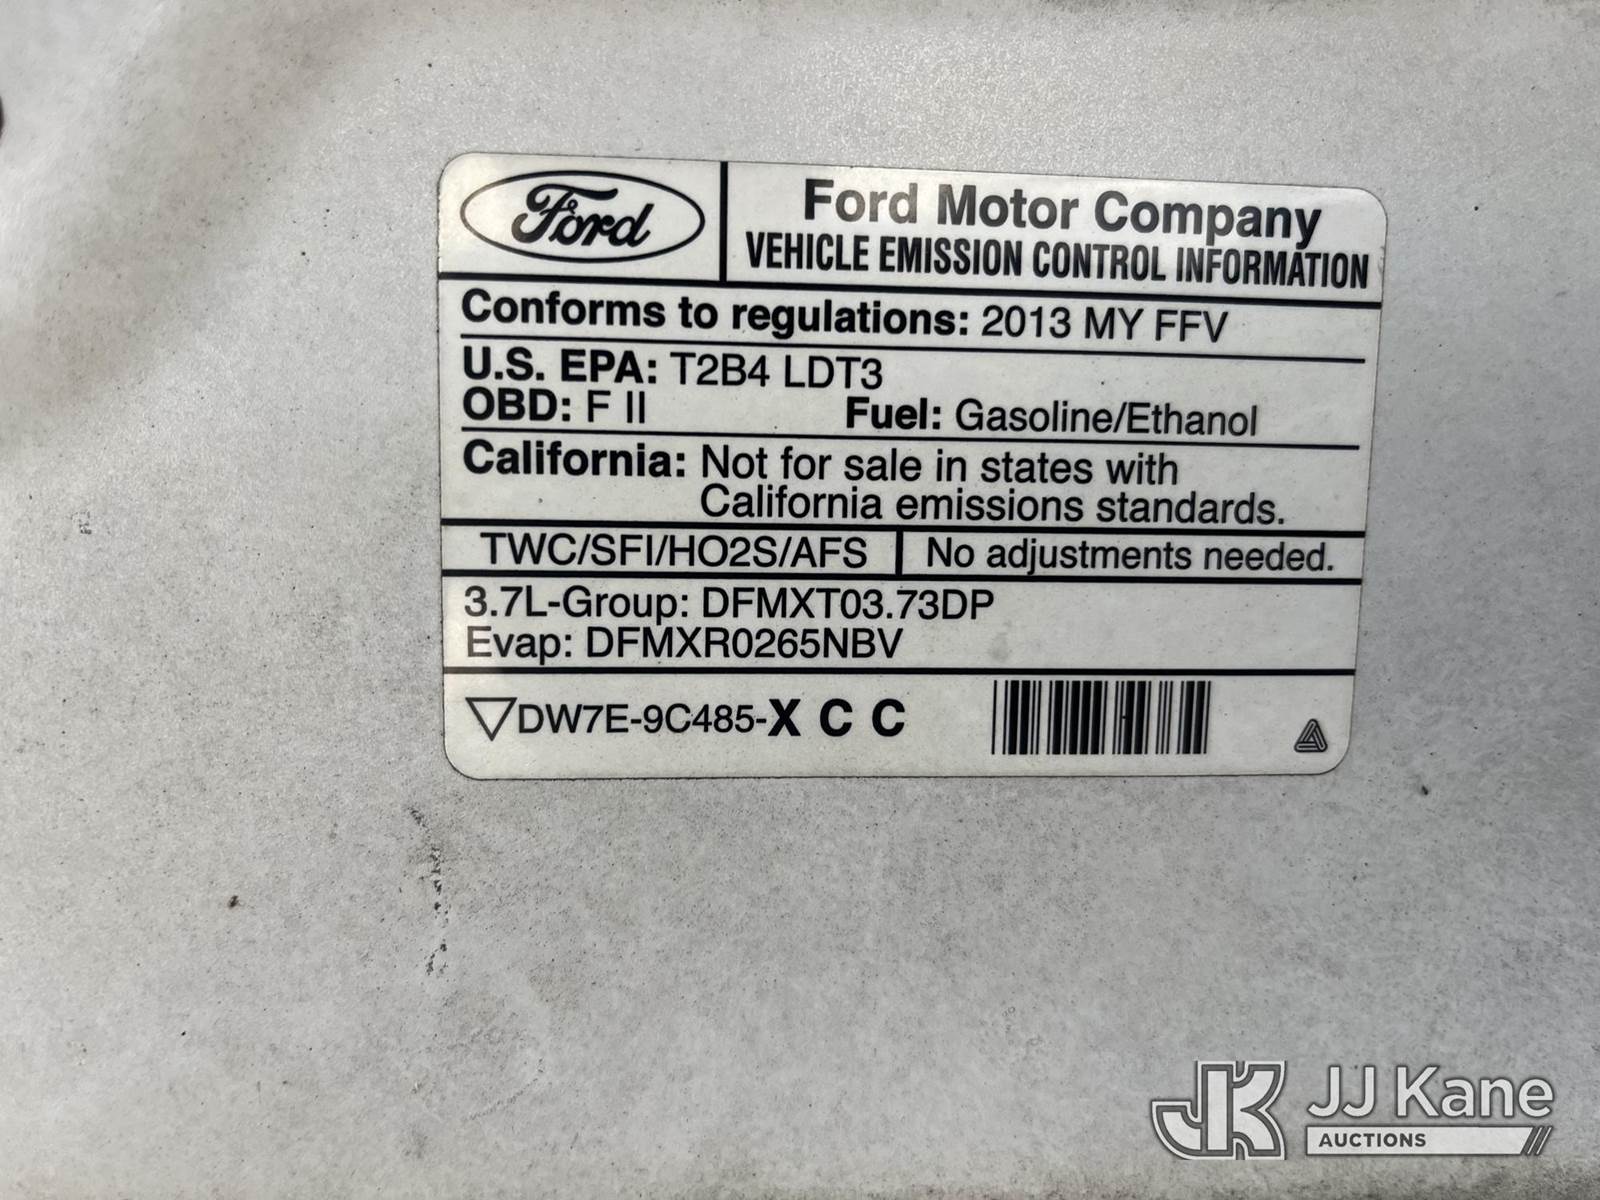 Ford
Ford Motor Company
VEHICLE EMISSION CONTROL INFORMATION
Conforms to regulations: 2013 MY FFV
U.S. EPA: T2B4 LDT3
OBD: F II Fuel: Gasoline/Ethanol
California: Not for sale in states with
California emissions standards.
TWC/SFI/HO2S/AFS No adjustments needed.
3.7L-Group: DFMXT03.73DP
Evap: DFMXR0265NBV
DW7E-9C485-X C C
JK JJ Kane
AUCTIONS